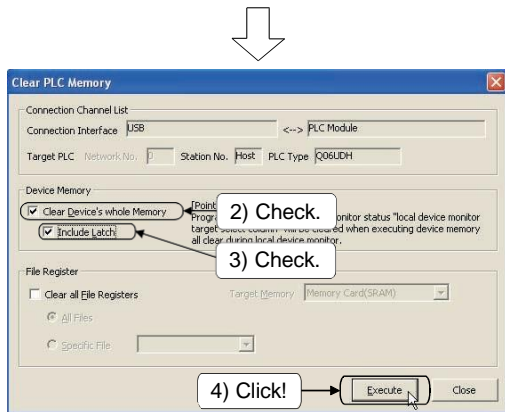 Clear PLC Memory
Connection Channel List
Connection Interface USB <--> PLC Module
Target PLC Network No. 0 Station No. Host PLC Type Q06UDH
Device Memory
Clear Device's whole Memory
[Point
2) Check.
onitor status "local device monitor
Include Latch
target select column" will be cleared when executing device memory
all clear during local device monitor.
3) Check.
File Register
Clear all File Registers Target Memory Memory Card(SRAM)
All Files
Specific File
4) Click!
Execute Close